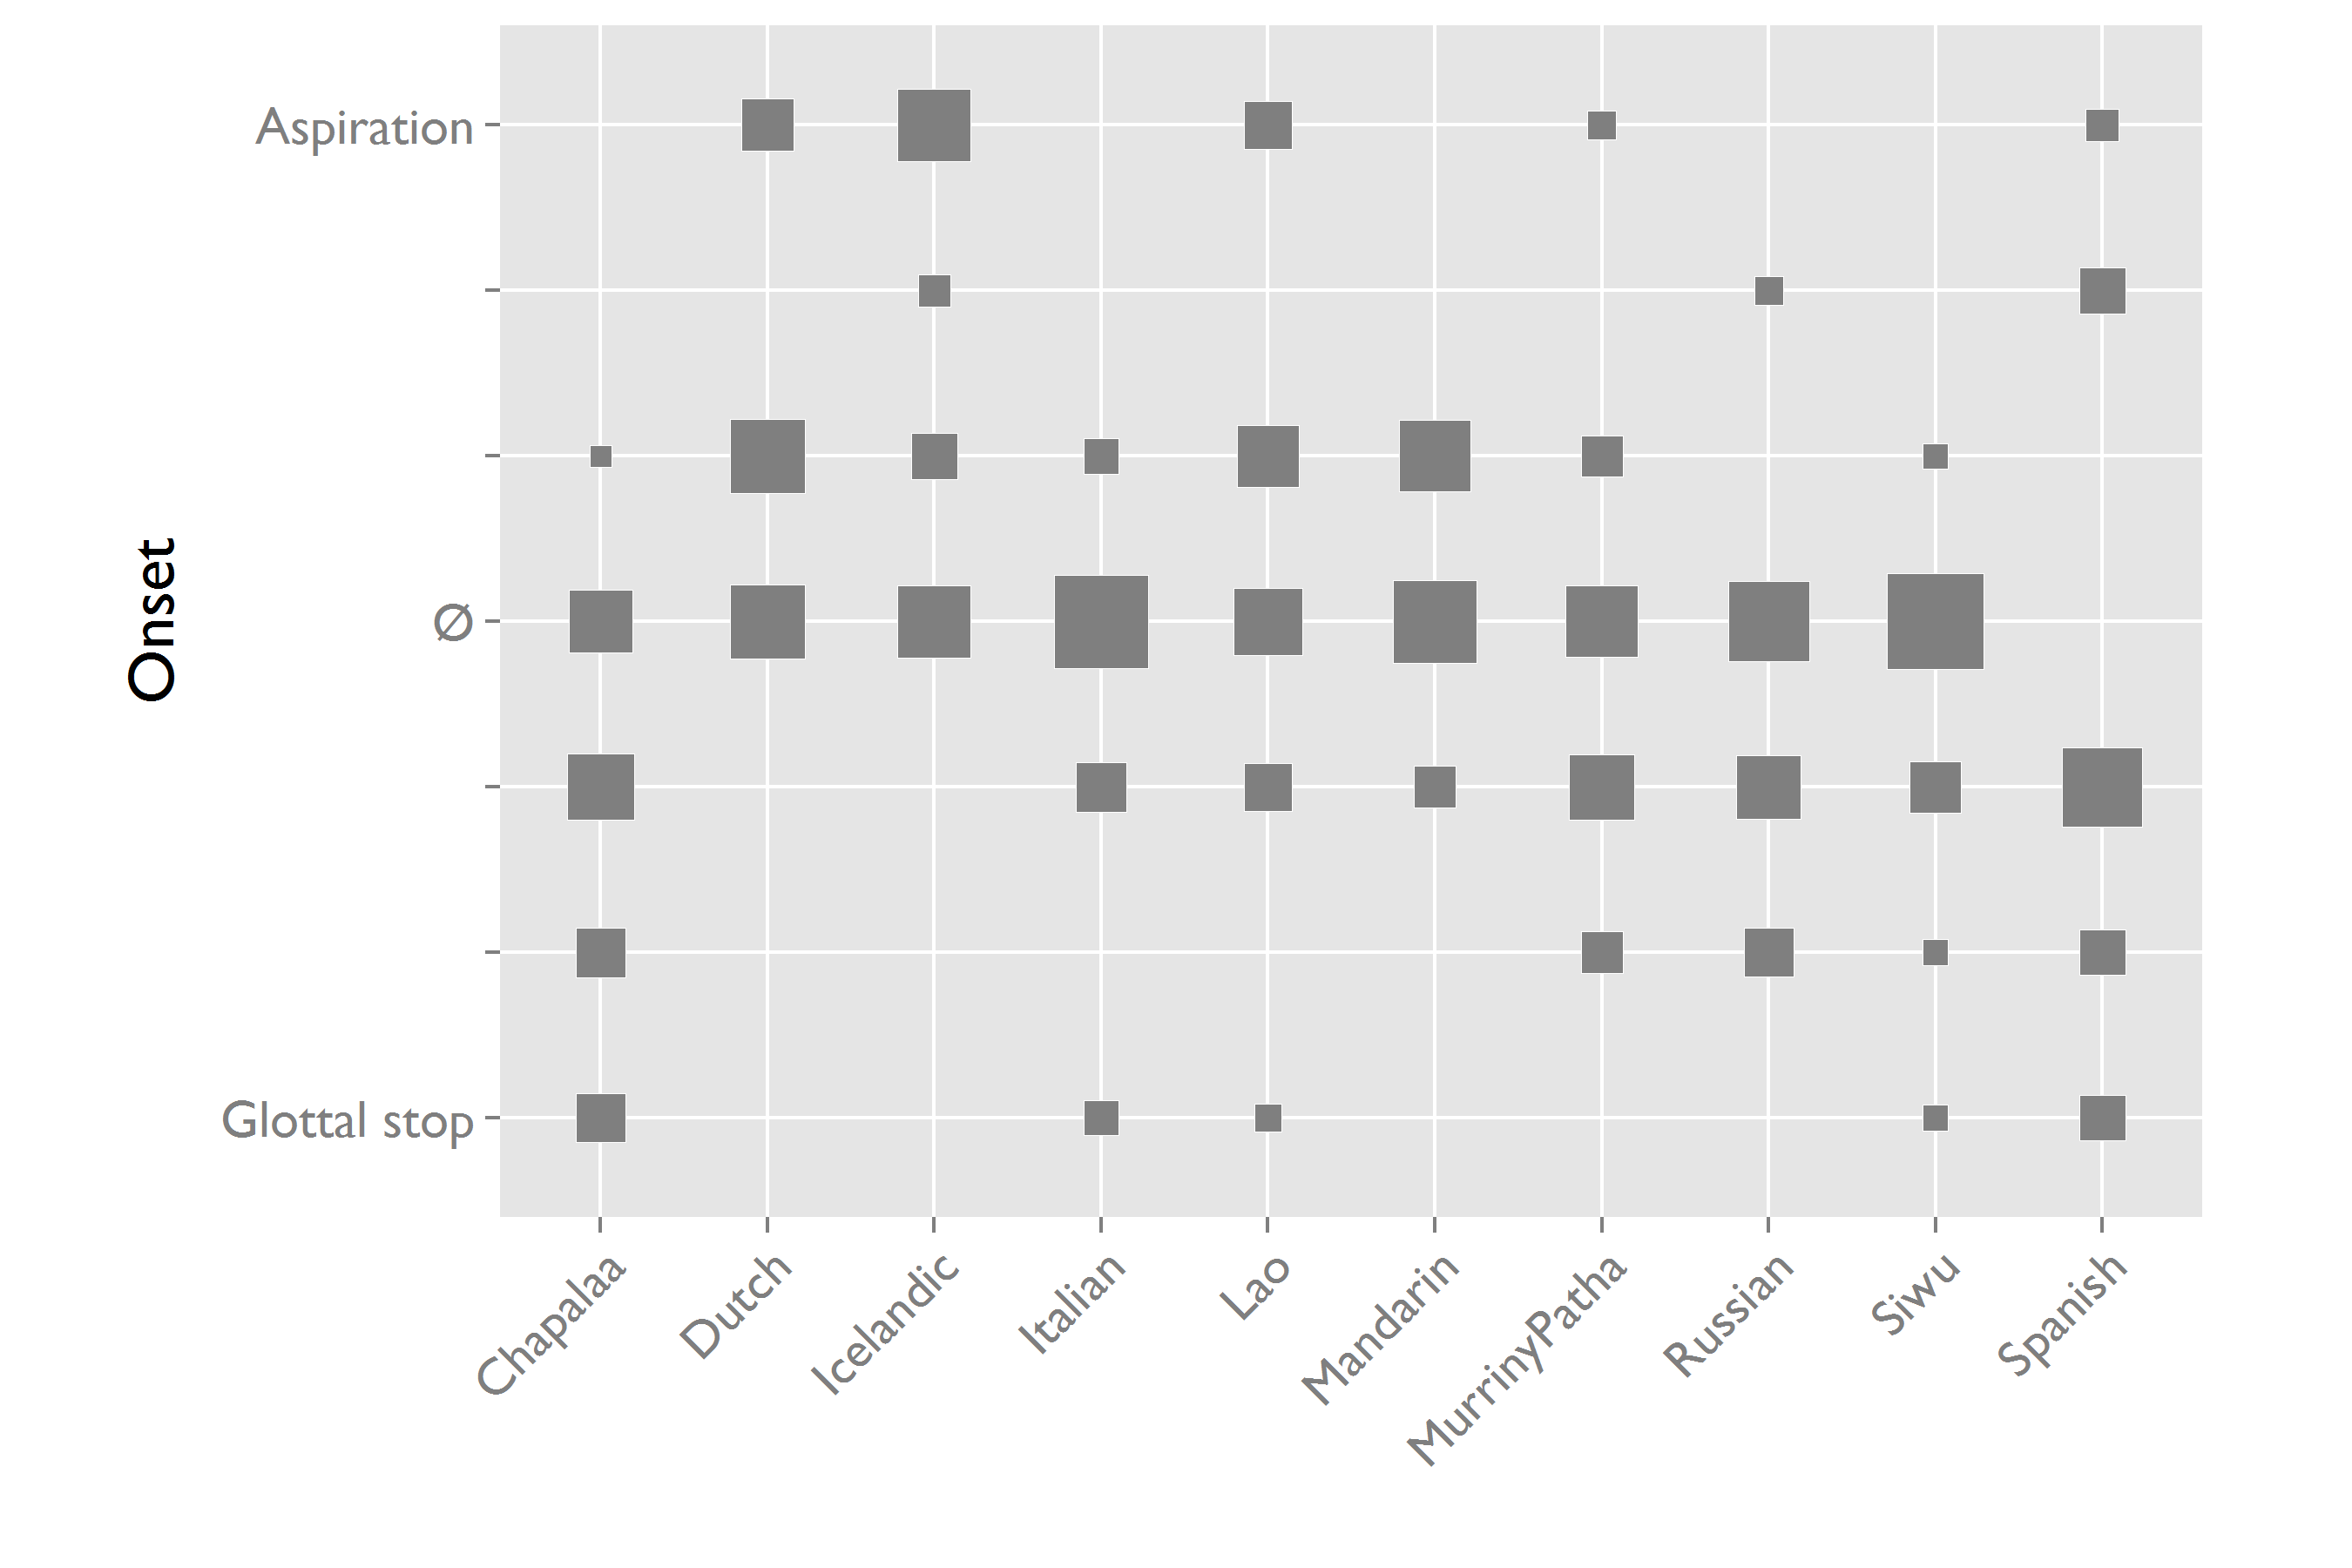 Aspiration
Onset
Ø
Glottal stop
Chapalaa
Dutch
Icelandic
Italian
Lao
Mandarin
MurrinyPatha
Russian
Siwu
Spanish